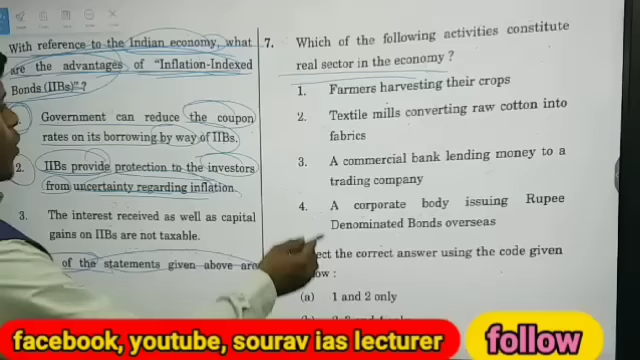 With reference to the Indian economy, what
are the advantages of "Inflation-Indexed
Bonds (IIBs)"?
Government can reduce the coupon
rates on its borrowing by way of IIBs.
2. IIBs provide protection to the investors
from uncertainty regarding inflation.
3. The interest received as well as capital
gains on IIBs are not taxable.
of the statements given above are
7. Which of the following activities constitute
real sector in the economy ?
1. Farmers harvesting their crops
2. Textile mills converting raw cotton into
fabrics
3. A commercial bank lending money to a
trading company
4. A corporate body issuing Rupee
Denominated Bonds overseas
the correct answer using the code given
(a) 1 and 2 only
facebook, youtube, sourav ias lecturer
follow